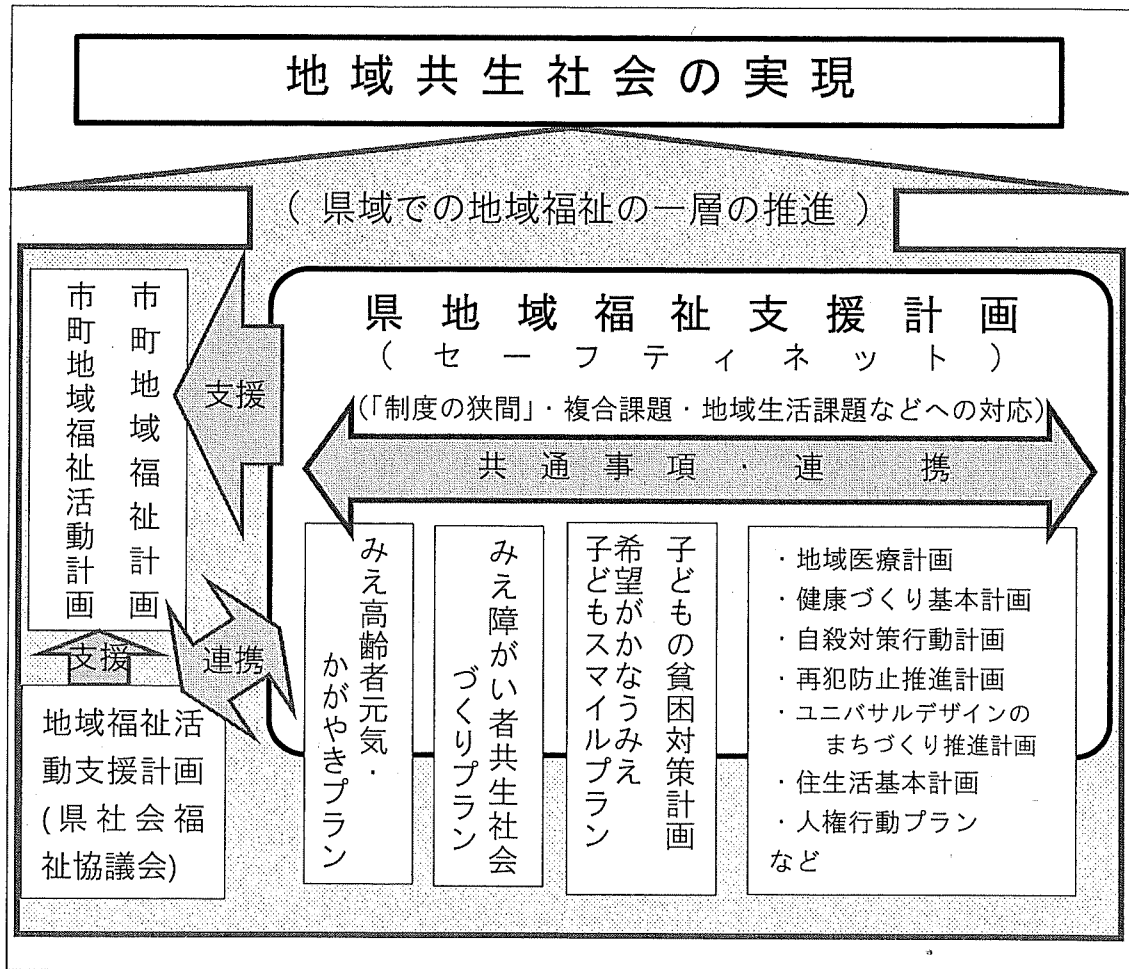 地域共生社会の実現
（県域での地域福祉の一層の推進）
市町地域福祉計画
市町地域福祉活動計画
支援
県地域福祉支援計画
（セーフティネット）
(「制度の狭間」・複合課題・地域生活課題などへの対応)
共通事項・連携
支援
連携
地域福祉活
動支援計画
(県社会福
祉協議会)
みえ高齢者元気・
かがやきプラン
みえ障がい者共生社会
づくりプラン
子どもの貧困対策計画
希望がかなうみえ
子どもスマイルプラン
・地域医療計画
・健康づくり基本計画
・自殺対策行動計画
・再犯防止推進計画
・ユニバサルデザインの
まちづくり推進計画
・住生活基本計画
・人権行動プラン
など